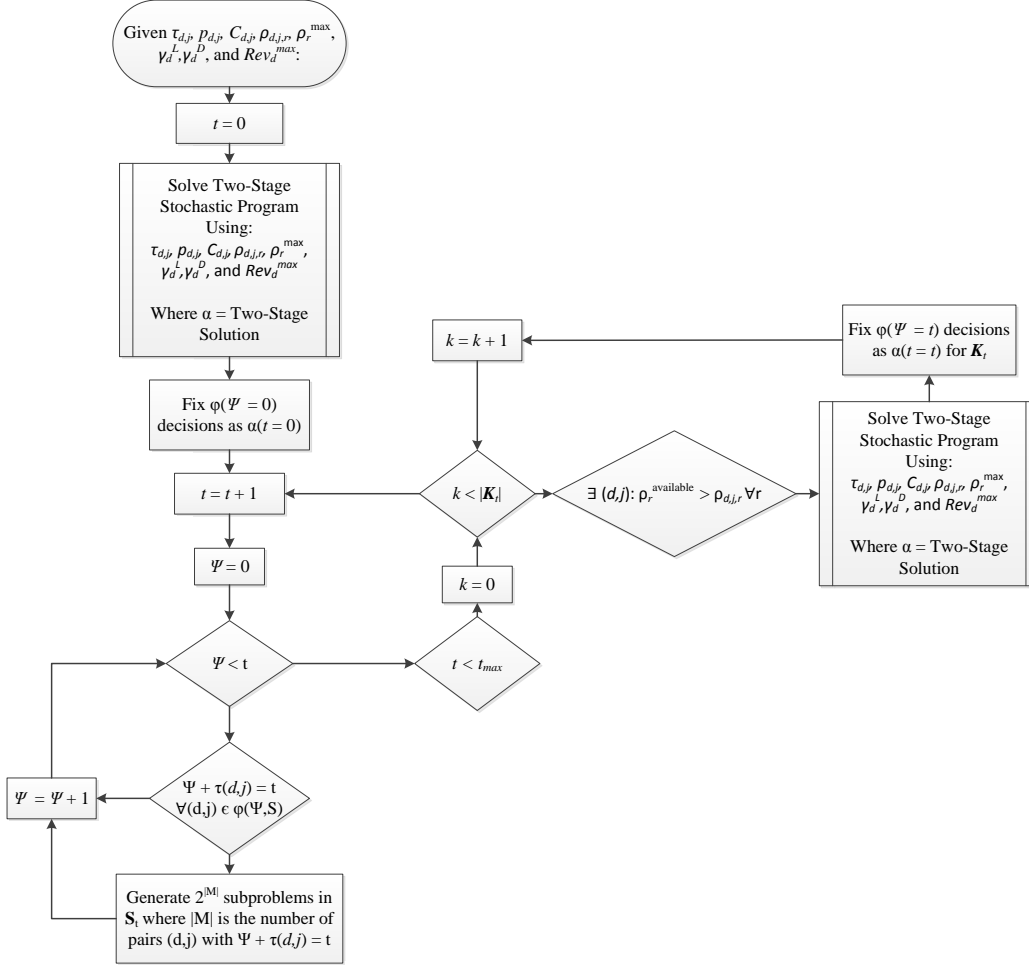 Given τd,j, pd,j, Cd,j, ρd,j,r, ρr^max,
γd^L, γd^D, and Revd^max:
t = 0
Solve Two-Stage
Stochastic Program
Using:
τd,j, pd,j, Cd,j, ρd,j,r, ρr^max,
γd^L, γd^D, and Revd^max
Where α = Two-Stage
Solution
Fix φ(Ψ = 0)
decisions as α(t = 0)
t = t + 1
Ψ = 0
Ψ < t
Ψ + τ(d,j) = t
∀(d,j) ϵ φ(Ψ,S)
Ψ = Ψ + 1
Generate 2^|M| subproblems in
St where |M| is the number of
pairs (d,j) with Ψ + τ(d,j) = t
t < tmax
k = 0
k < |Kt|
k = k + 1
∃ (d,j): ρr^available > ρd,j,r ∀r
Solve Two-Stage
Stochastic Program
Using:
τd,j, pd,j, Cd,j, ρd,j,r, ρr^max,
γd^L, γd^D, and Revd^max
Where α = Two-Stage
Solution
Fix φ(Ψ = t) decisions
as α(t = t) for Kt